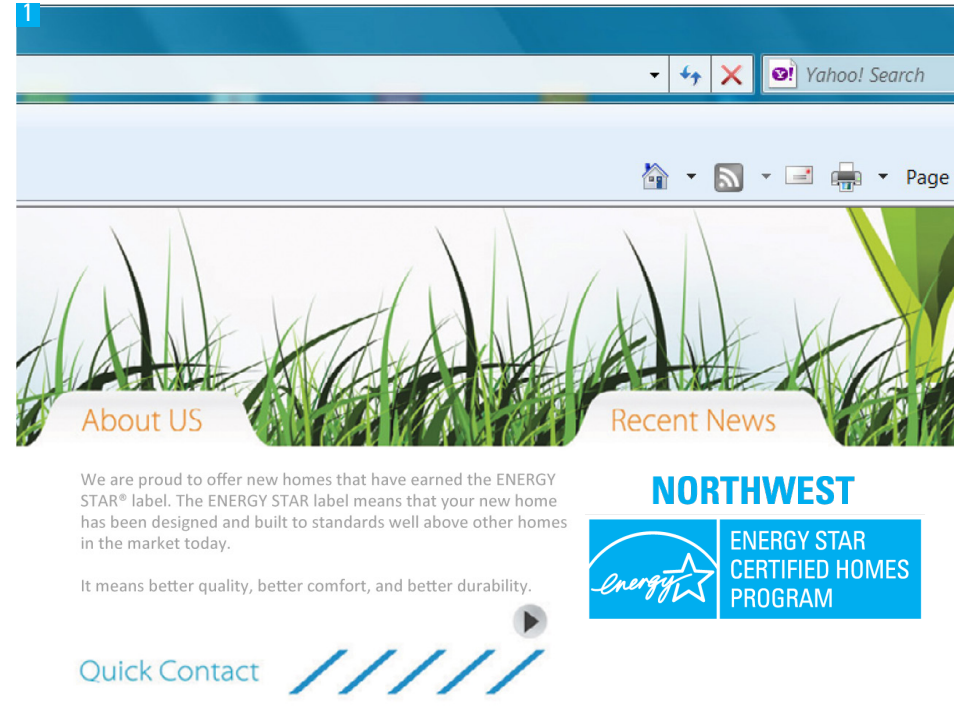 1
Y! Yahoo! Search
Page
About US
Recent News
We are proud to offer new homes that have earned the ENERGY
STAR® label. The ENERGY STAR label means that your new home
has been designed and built to standards well above other homes
in the market today.
It means better quality, better comfort, and better durability.
NORTHWEST
energy
ENERGY STAR
CERTIFIED HOMES
PROGRAM
Quick Contact